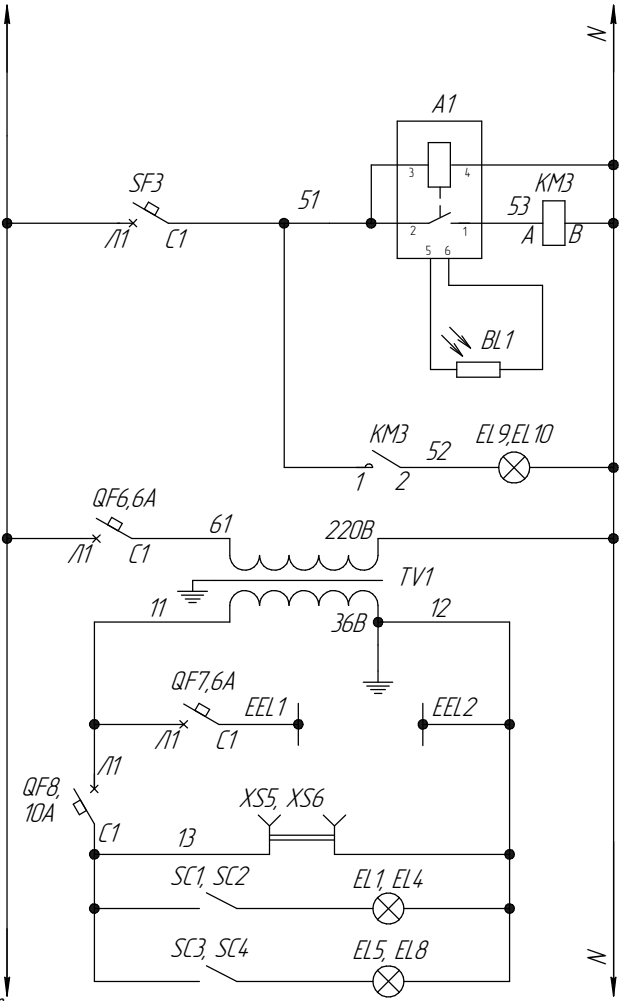 N
A1
3
4
SF3
51
KM3
53
Л1
C1
2
1
A
B
5
6
BL1
KM3
52
EL9,EL10
1
2
QF6,6A
61
220В
Л1
C1
TV1
11
36В
12
QF7,6A
EEL1
EEL2
Л1
C1
Л1
QF8,
10A
XS5, XS6
C1
13
SC1, SC2
EL1, EL4
SC3, SC4
EL5, EL8
N